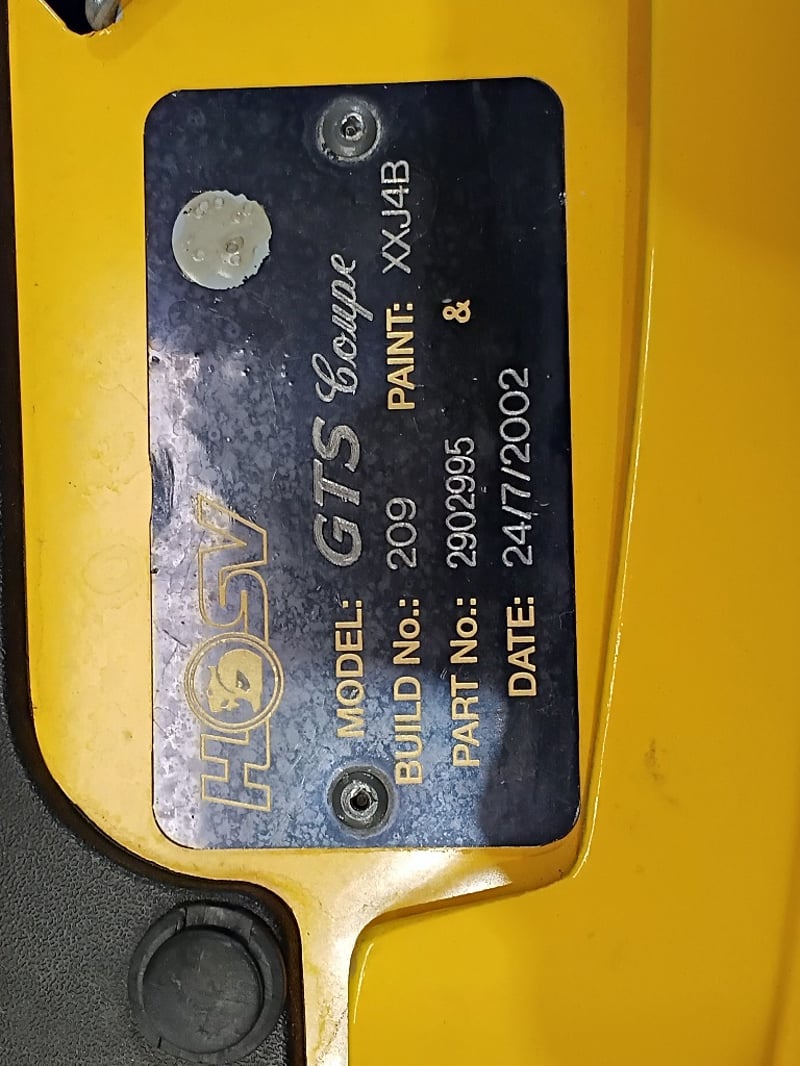 HSV
MODEL: GTS Coupe
BUILD No.: 209 PAINT: XXJ4B
PART No.: 2902995 &
DATE: 24/7/2002